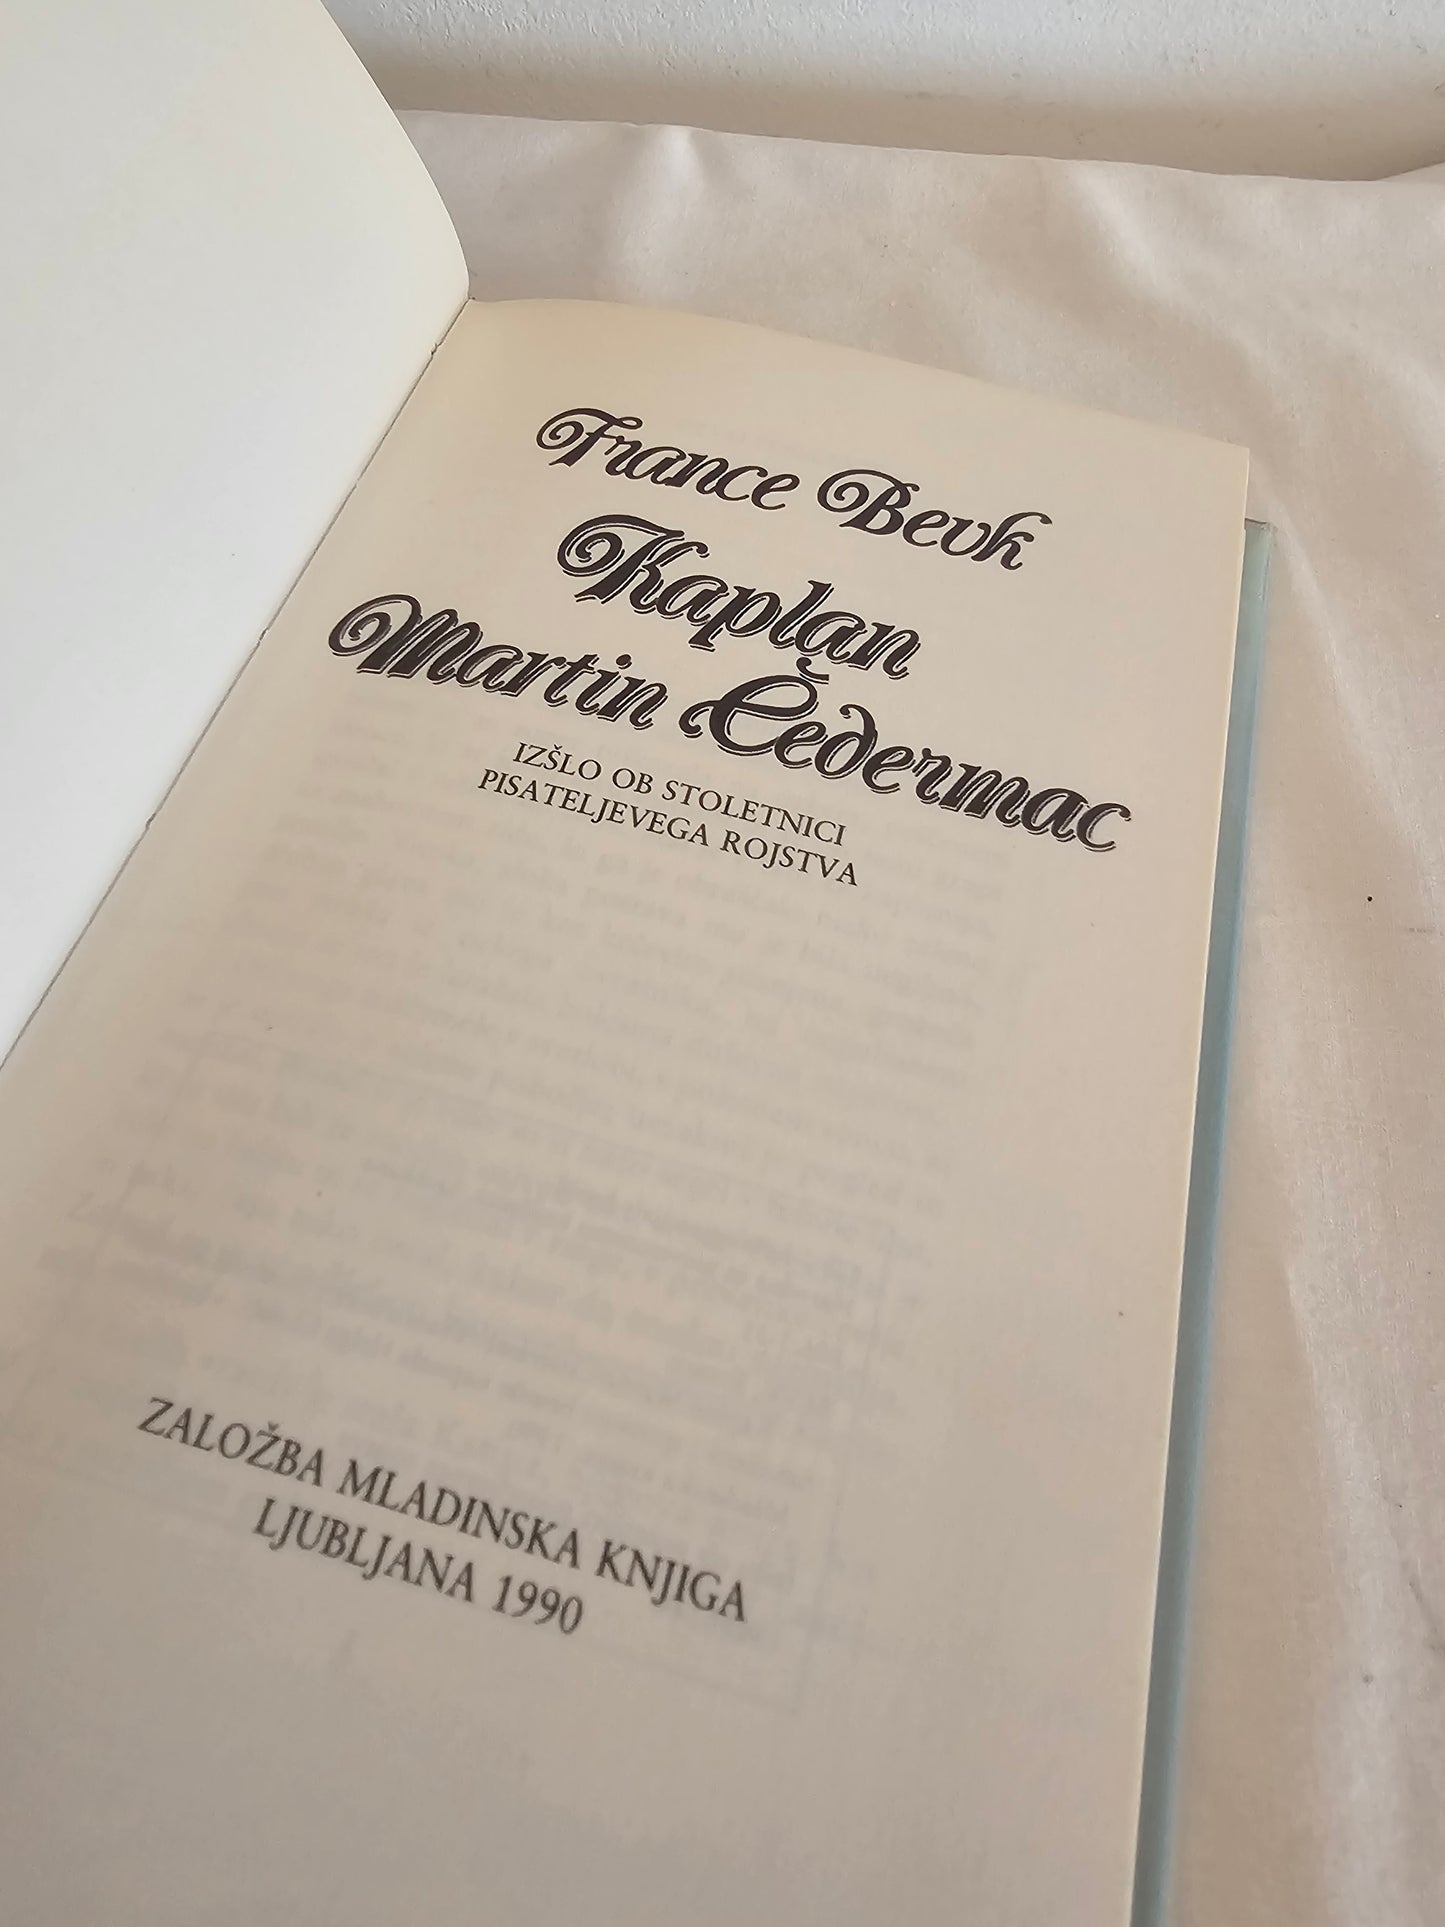 France Bevk
Kaplan
Martin Čedermac
IZŠLO OB STOLETNICI
PISATELJEVEGA ROJSTVA
ZALOŽBA MLADINSKA KNJIGA
LJUBLJANA 1990